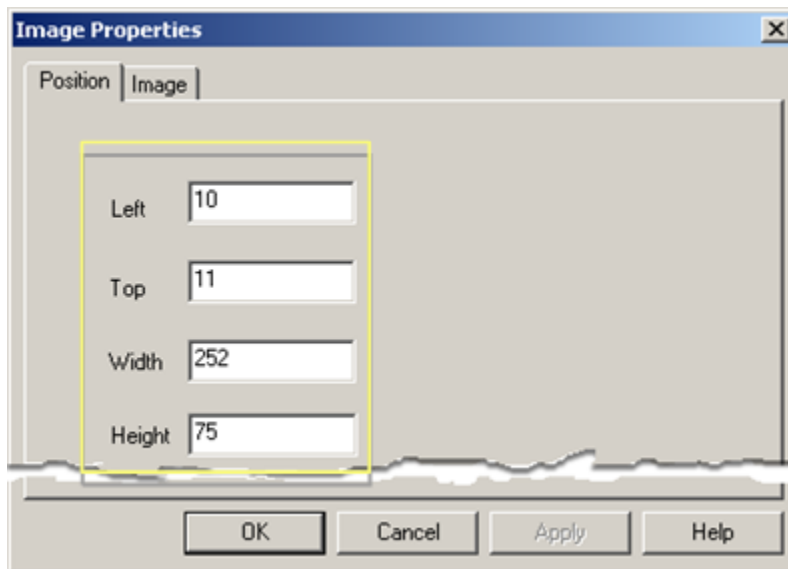 Image Properties
Position Image
Left 10
Top 11
Width 252
Height 75
OK Cancel Apply Help